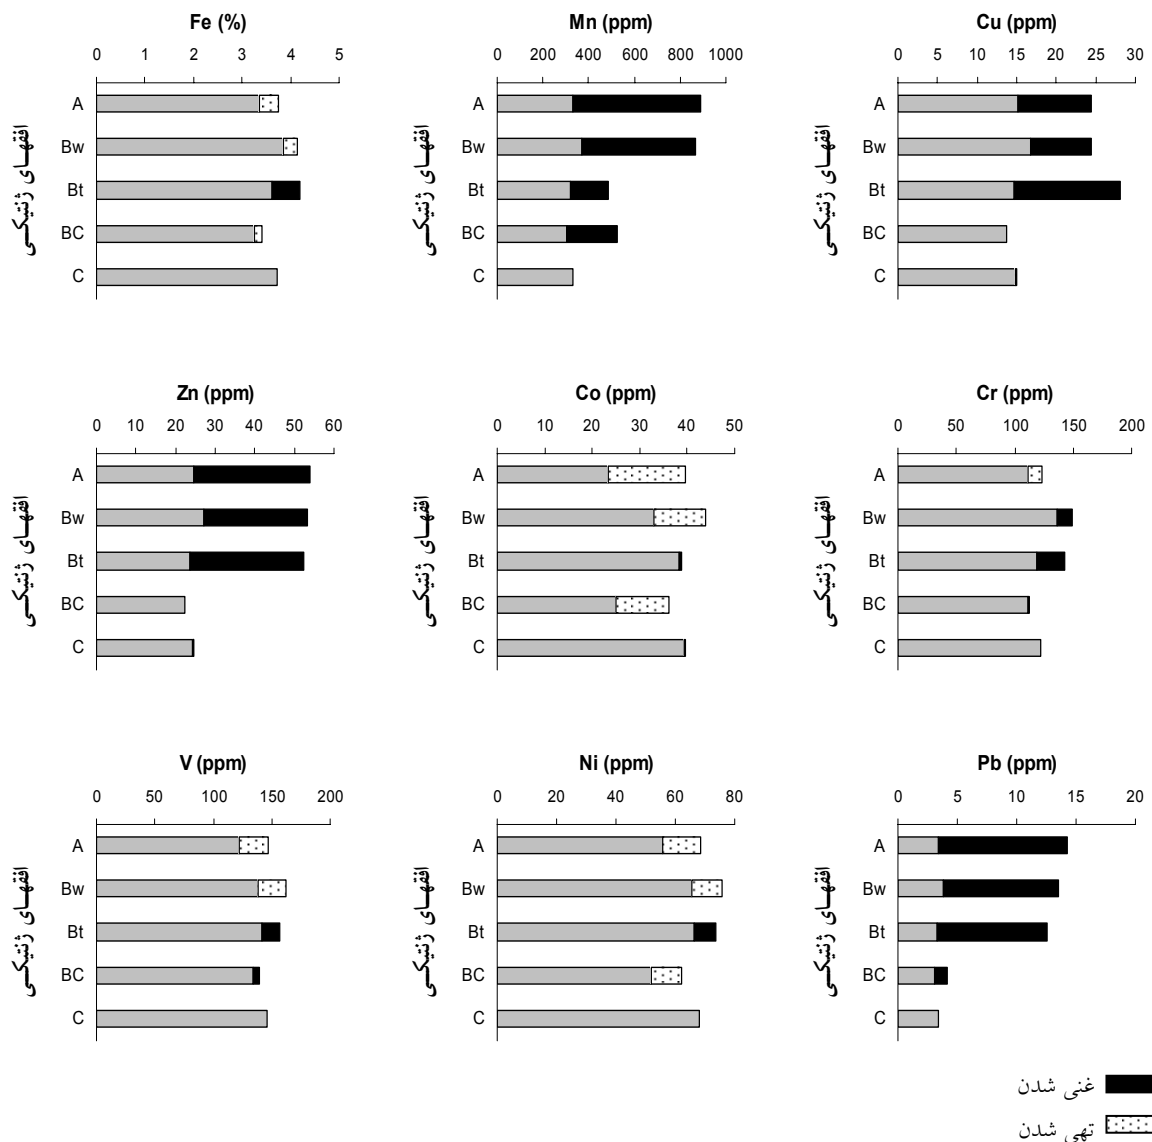 Fe (%)
0 1 2 3 4 5
A
Bw
Bt
BC
C
افقهای ژنتیکی
Mn (ppm)
0 200 400 600 800 1000
A
Bw
Bt
BC
C
افقهای ژنتیکی
Cu (ppm)
0 5 10 15 20 25 30
A
Bw
Bt
BC
C
افقهای ژنتیکی
Zn (ppm)
0 10 20 30 40 50 60
A
Bw
Bt
BC
C
افقهای ژنتیکی
Co (ppm)
0 10 20 30 40 50
A
Bw
Bt
BC
C
افقهای ژنتیکی
Cr (ppm)
0 50 100 150 200
A
Bw
Bt
BC
C
افقهای ژنتیکی
V (ppm)
0 50 100 150 200
A
Bw
Bt
BC
C
افقهای ژنتیکی
Ni (ppm)
0 20 40 60 80
A
Bw
Bt
BC
C
افقهای ژنتیکی
Pb (ppm)
0 5 10 15 20
A
Bw
Bt
BC
C
افقهای ژنتیکی
غنی شدن
تهی شدن